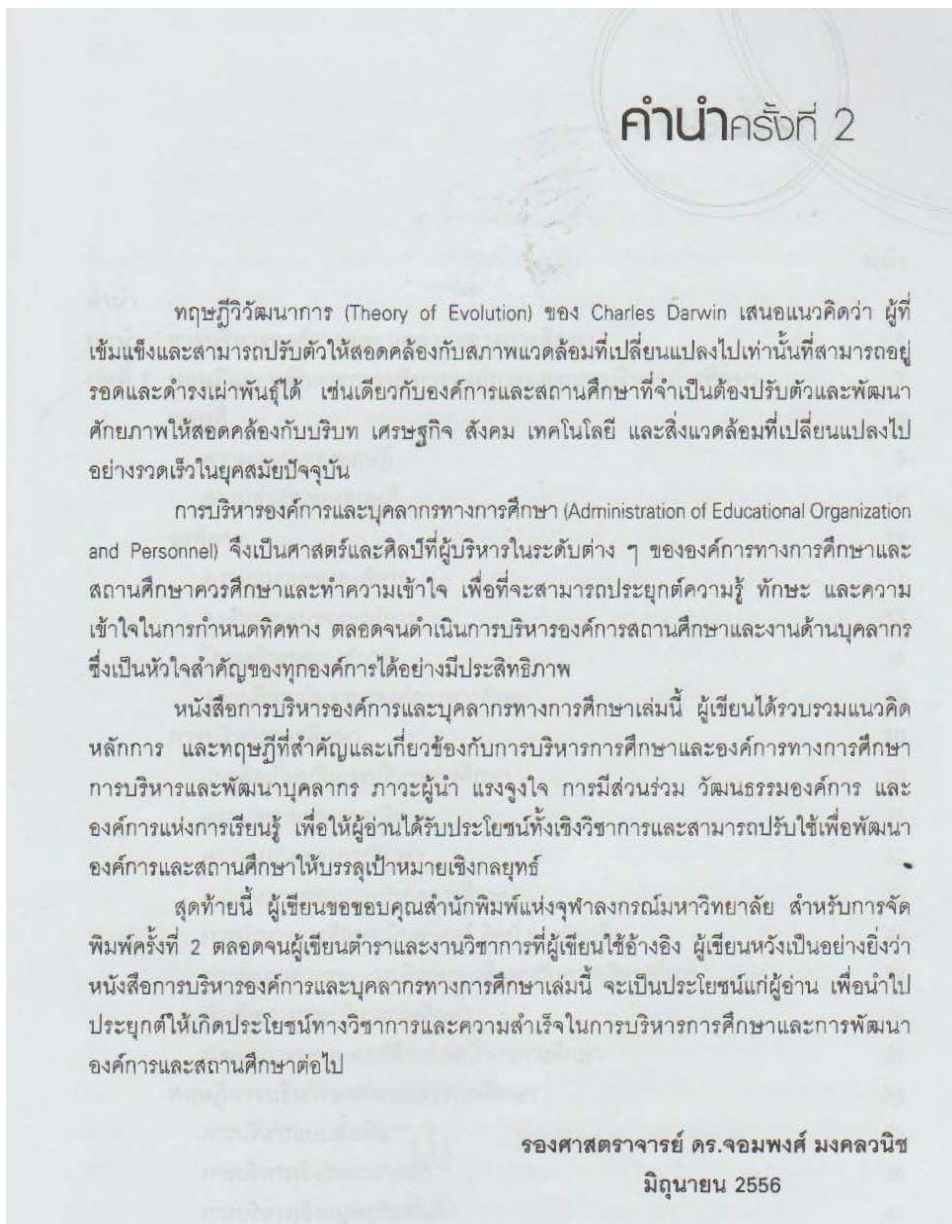 คำนำครั้งที่ 2
ทฤษฎีวิวัฒนาการ (Theory of Evolution) ของ Charles Darwin เสนอแนวคิดว่า ผู้ที่
เข้มแข็งและสามารถปรับตัวให้สอดคล้องกับสภาพแวดล้อมที่เปลี่ยนแปลงไปเท่านั้นที่สามารถอยู่
รอดและดำรงเผ่าพันธุ์ได้ เช่นเดียวกับองค์การและสถานศึกษาที่จำเป็นต้องปรับตัวและพัฒนา
ศักยภาพให้สอดคล้องกับบริบท เศรษฐกิจ สังคม เทคโนโลยี และสิ่งแวดล้อมที่เปลี่ยนแปลงไป
อย่างรวดเร็วในยุคสมัยปัจจุบัน
การบริหารองค์การและบุคลากรทางการศึกษา (Administration of Educational Organization
and Personnel) จึงเป็นศาสตร์และศิลป์ที่ผู้บริหารในระดับต่าง ๆ ขององค์การทางการศึกษาและ
สถานศึกษาควรศึกษาและทำความเข้าใจ เพื่อที่จะสามารถประยุกต์ความรู้ ทักษะ และความ
เข้าใจในการกำหนดทิศทาง ตลอดจนดำเนินการบริหารองค์การสถานศึกษาและงานด้านบุคลากร
ซึ่งเป็นหัวใจสำคัญของทุกองค์การได้อย่างมีประสิทธิภาพ
หนังสือการบริหารองค์การและบุคลากรทางการศึกษาเล่มนี้ ผู้เขียนได้รวบรวมแนวคิด
หลักการ และทฤษฎีที่สำคัญและเกี่ยวข้องกับการบริหารการศึกษาและองค์การทางการศึกษา
การบริหารและพัฒนาบุคลากร ภาวะผู้นำ แรงจูงใจ การมีส่วนร่วม วัฒนธรรมองค์การ และ
องค์การแห่งการเรียนรู้ เพื่อให้ผู้อ่านได้รับประโยชน์ทั้งเชิงวิชาการและสามารถปรับใช้เพื่อพัฒนา
องค์การและสถานศึกษาให้บรรลุเป้าหมายเชิงกลยุทธ์
สุดท้ายนี้ ผู้เขียนขอขอบคุณสำนักพิมพ์แห่งจุฬาลงกรณ์มหาวิทยาลัย สำหรับการจัด
พิมพ์ครั้งที่ 2 ตลอดจนผู้เขียนตำราและงานวิชาการที่ผู้เขียนใช้อ้างอิง ผู้เขียนหวังเป็นอย่างยิ่งว่า
หนังสือการบริหารองค์การและบุคลากรทางการศึกษาเล่มนี้ จะเป็นประโยชน์แก่ผู้อ่าน เพื่อนำไป
ประยุกต์ให้เกิดประโยชน์ทางวิชาการและความสำเร็จในการบริหารการศึกษาและการพัฒนา
องค์การและสถานศึกษาต่อไป
รองศาสตราจารย์ ดร.จอมพงศ์ มงคลวนิช
มิถุนายน 2556